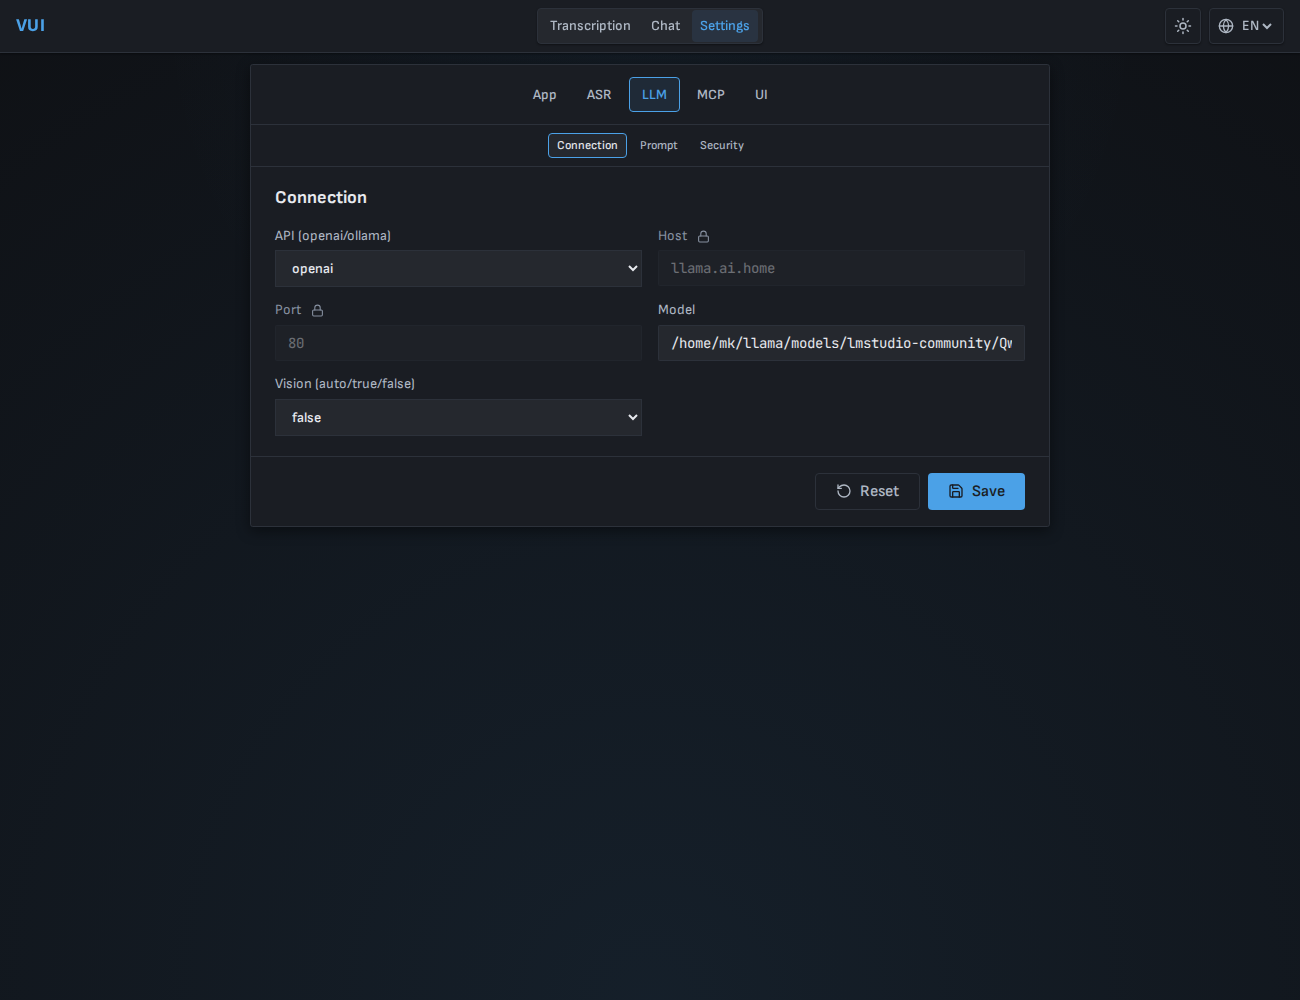 VUI
Transcription Chat Settings
EN
App ASR LLM MCP UI
Connection Prompt Security
Connection
API (openai/ollama) Host
openai llama.ai.home
Port Model
80 /home/mk/llama/models/lmstudio-community/Qw
Vision (auto/true/false)
false
Reset Save